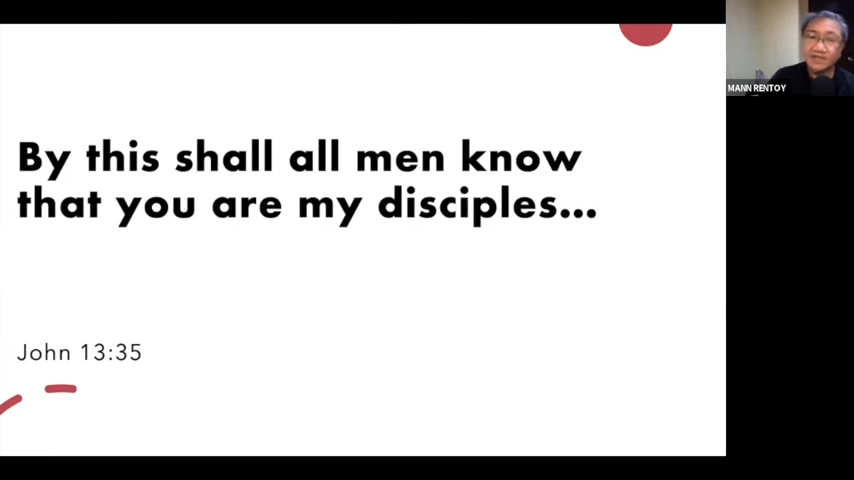 By this shall all men know
that you are my disciples...
John 13:35
MANN RENTOY